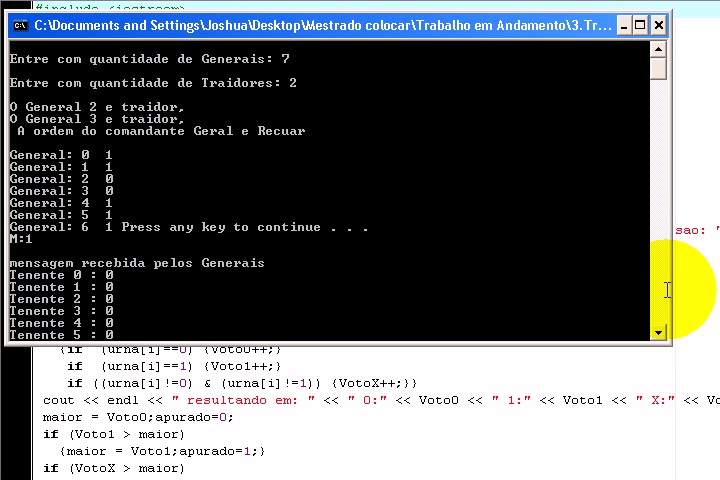 #include <iostream>
C:\Documents and Settings\Joshua\Desktop\Mestrado colocar\Trabalho em Andamento\3.Tr...
Entre com quantidade de Generais: 7
Entre com quantidade de Traidores: 2
O General 2 e traidor,
O General 3 e traidor,
A ordem do comandante Geral e Recuar
General: 0 1
General: 1 1
General: 2 0
General: 3 0
General: 4 1
General: 5 1
General: 6 1 Press any key to continue . . .
M:1
mensagem recebida pelos Generais
Tenente 0 : 0
Tenente 1 : 0
Tenente 2 : 0
Tenente 3 : 0
Tenente 4 : 0
Tenente 5 : 0
sao: "
{if (urna[i]==0) {Voto0++;}
if (urna[i]==1) {Voto1++;}
if ((urna[i]!=0) & (urna[i]!=1)) {VotoX++;}}
cout << endl << " resultando em: " << " 0:" << Voto0 << " 1:" << Voto1 << " X:" << Vo
maior = Voto0;apurado=0;
if (Voto1 > maior)
{maior = Voto1;apurado=1;}
if (VotoX > maior)